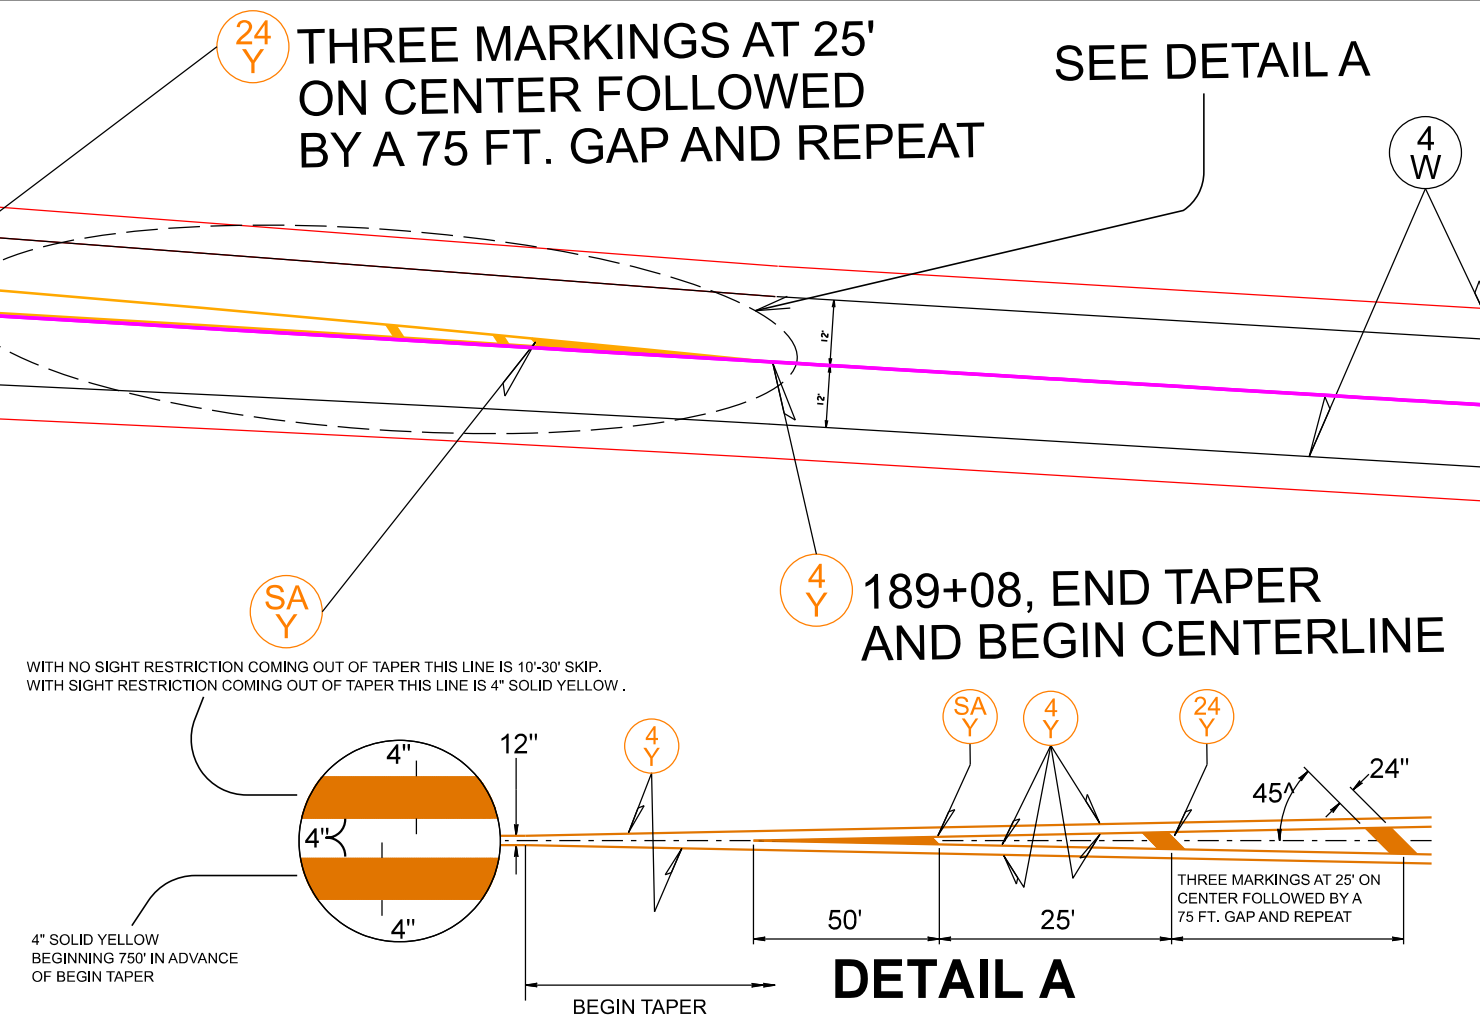 24
Y
THREE MARKINGS AT 25'
ON CENTER FOLLOWED
BY A 75 FT. GAP AND REPEAT
SEE DETAIL A
4
W
12'
12'
SA
Y
4
Y
189+08, END TAPER
AND BEGIN CENTERLINE
WITH NO SIGHT RESTRICTION COMING OUT OF TAPER THIS LINE IS 10'-30' SKIP.
WITH SIGHT RESTRICTION COMING OUT OF TAPER THIS LINE IS 4" SOLID YELLOW .
4"
4"
4"
12"
4
Y
SA
Y
4
Y
24
Y
45^
24"
THREE MARKINGS AT 25' ON
CENTER FOLLOWED BY A
75 FT. GAP AND REPEAT
50'
25'
4" SOLID YELLOW
BEGINNING 750' IN ADVANCE
OF BEGIN TAPER
BEGIN TAPER
DETAIL A